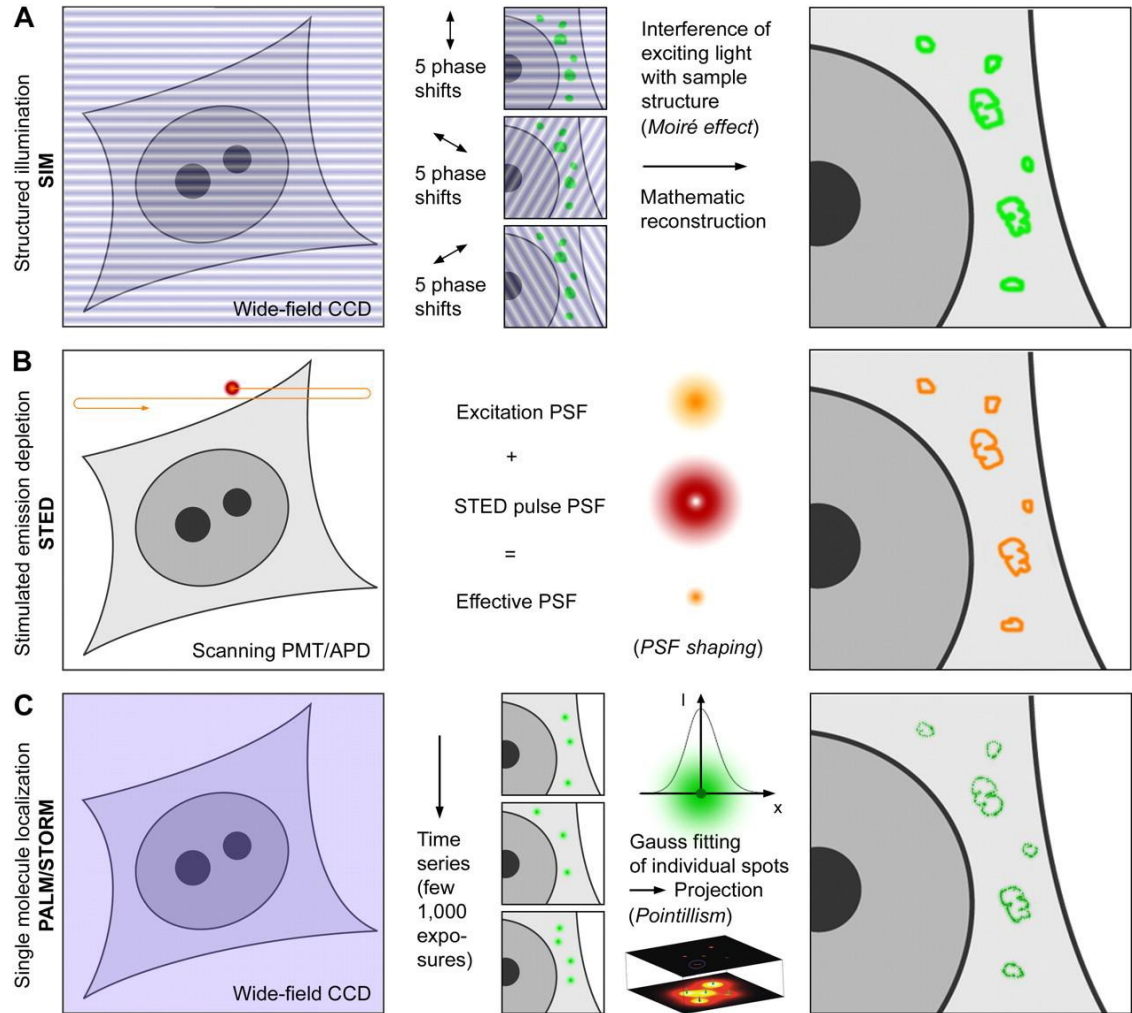 A
Structured illumination
SIM
Wide-field CCD
5 phase
shifts
5 phase
shifts
5 phase
shifts
Interference of
exciting light
with sample
structure
(Moiré effect)
Mathematic
reconstruction
B
Stimulated emission depletion
STED
Scanning PMT/APD
Excitation PSF
+
STED pulse PSF
=
Effective PSF
(PSF shaping)
C
Single molecule localization
PALM/STORM
Wide-field CCD
Time
series
(few
1,000
expo-
sures)
I
x
Gauss fitting
of individual spots
Projection
(Pointillism)